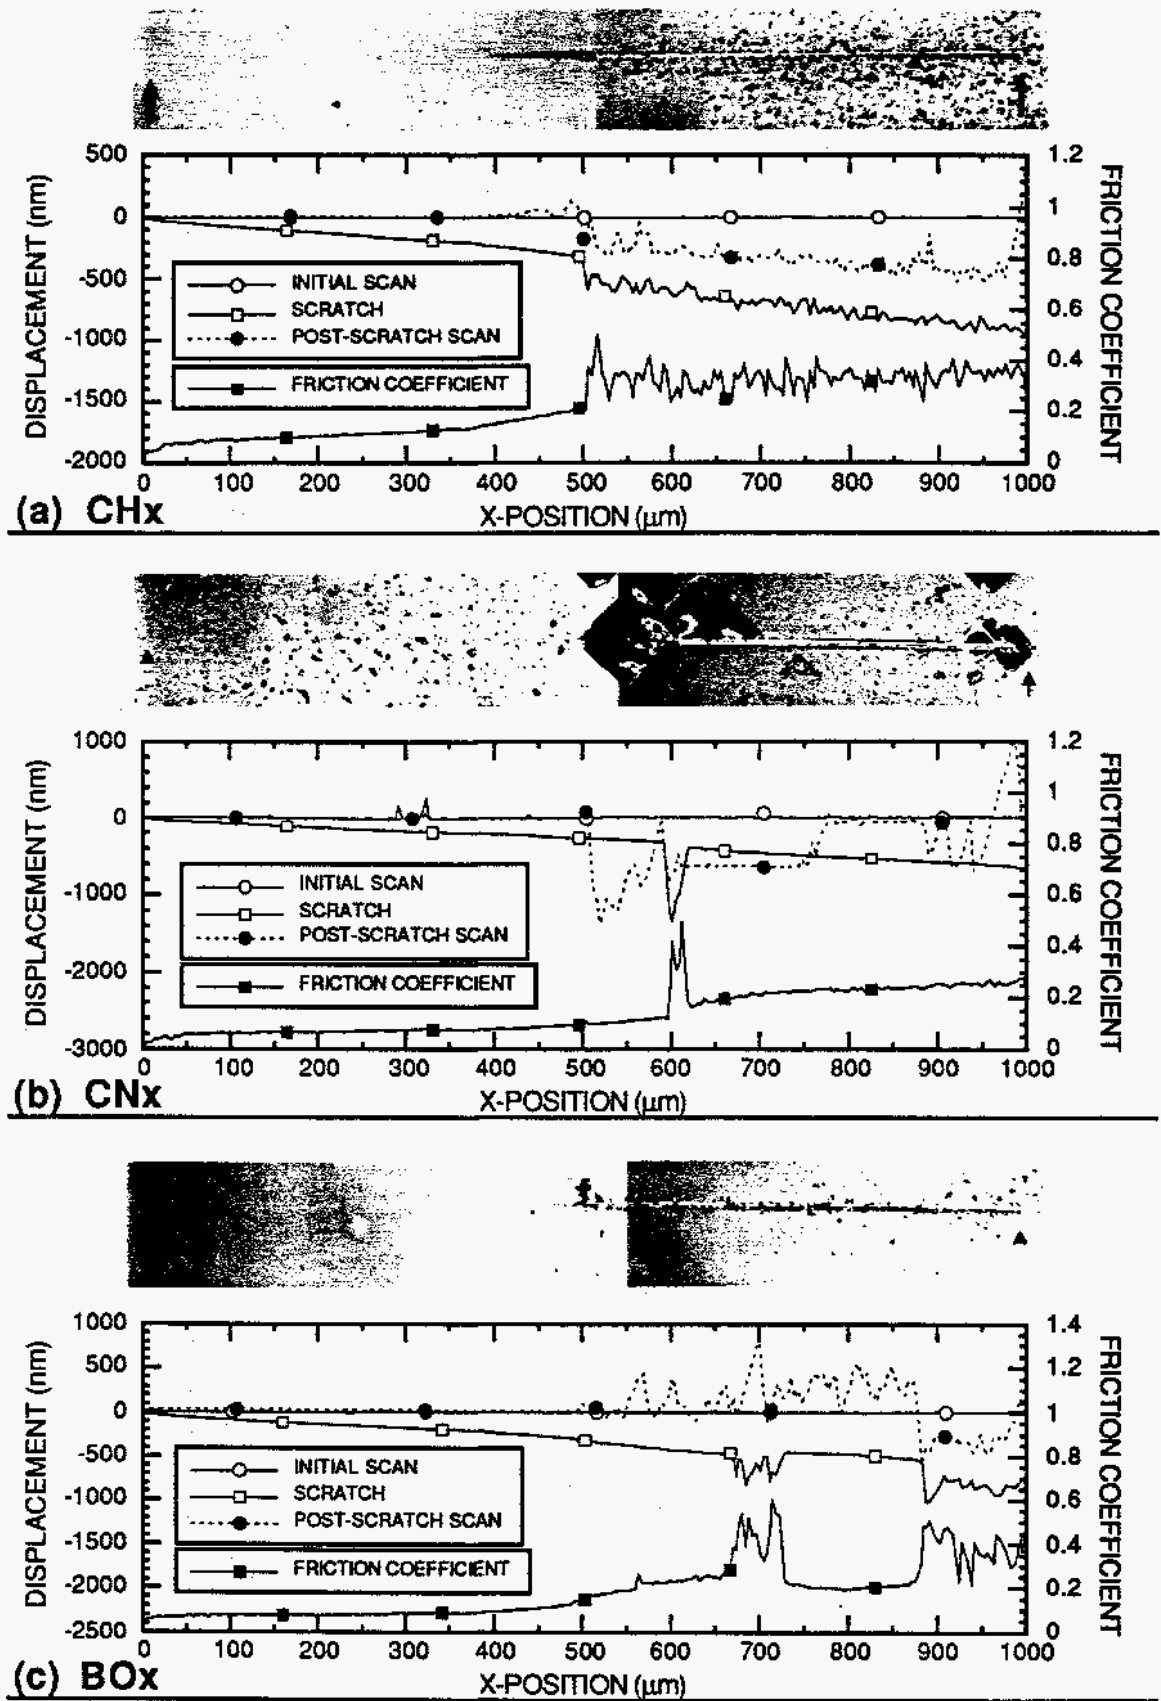 500
0
-500
-1000
-1500
-2000
DISPLACEMENT (nm)
1.2
1
0.8
0.6
0.4
0.2
0
FRICTION COEFFICIENT
INITIAL SCAN
SCRATCH
POST-SCRATCH SCAN
FRICTION COEFFICIENT
0 100 200 300 400 500 600 700 800 900 1000
X-POSITION (μm)
(a) CHx
1000
0
-1000
-2000
-3000
DISPLACEMENT (nm)
1.2
1
0.8
0.6
0.4
0.2
0
FRICTION COEFFICIENT
INITIAL SCAN
SCRATCH
POST-SCRATCH SCAN
FRICTION COEFFICIENT
0 100 200 300 400 500 600 700 800 900 1000
X-POSITION (μm)
(b) CNx
1000
500
0
-500
-1000
-1500
-2000
-2500
DISPLACEMENT (nm)
1.4
1.2
1
0.8
0.6
0.4
0.2
0
FRICTION COEFFICIENT
INITIAL SCAN
SCRATCH
POST-SCRATCH SCAN
FRICTION COEFFICIENT
0 100 200 300 400 500 600 700 800 900 1000
X-POSITION (μm)
(c) BOx